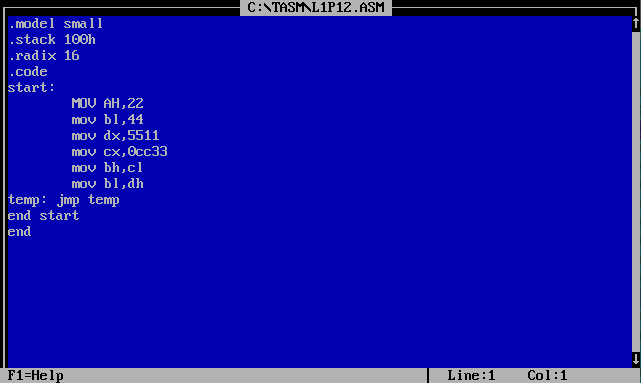 C:\TASM\L1P12.ASM
.model small
.stack 100h
.radix 16
.code
start:
MOV AH,22
mov bl,44
mov dx,5511
mov cx,0cc33
mov bh,cl
mov bl,dh
temp: jmp temp
end start
end
F1=Help Line:1 Col:1